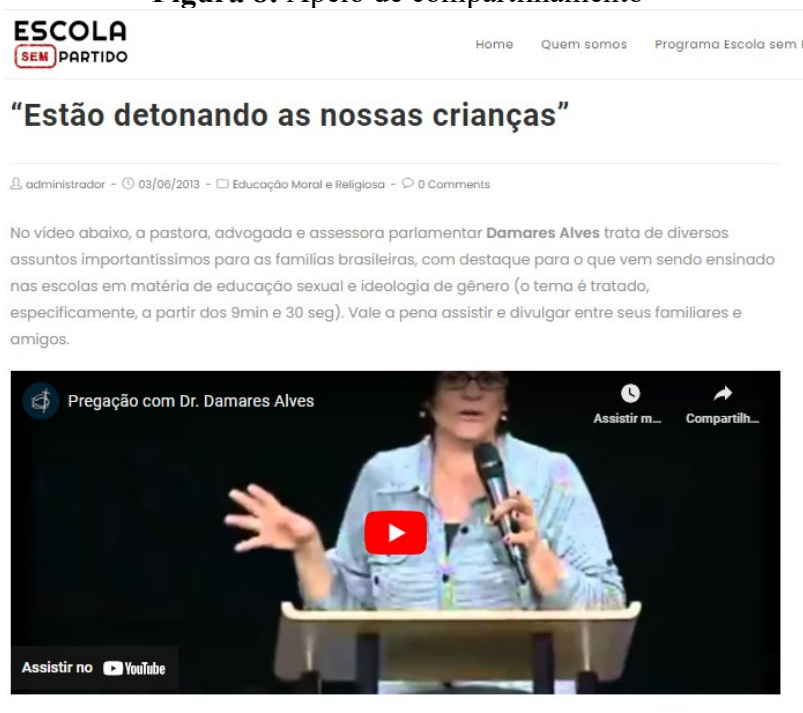 Figura 8: Apelo de compartilhamento
ESCOLA
SEM PARTIDO
Home Quem somos Programa Escola sem
“Estão detonando as nossas crianças”
administrador - 03/06/2013 - Educação Moral e Religiosa - 0 Comments
No vídeo abaixo, a pastora, advogada e assessora parlamentar Damares Alves trata de diversos
assuntos importantíssimos para as famílias brasileiras, com destaque para o que vem sendo ensinado
nas escolas em matéria de educação sexual e ideologia de gênero (o tema é tratado,
especificamente, a partir dos 9min e 30 seg). Vale a pena assistir e divulgar entre seus familiares e
amigos.
Pregação com Dr. Damares Alves
Assistir m... Compartilh...
Assistir no YouTube